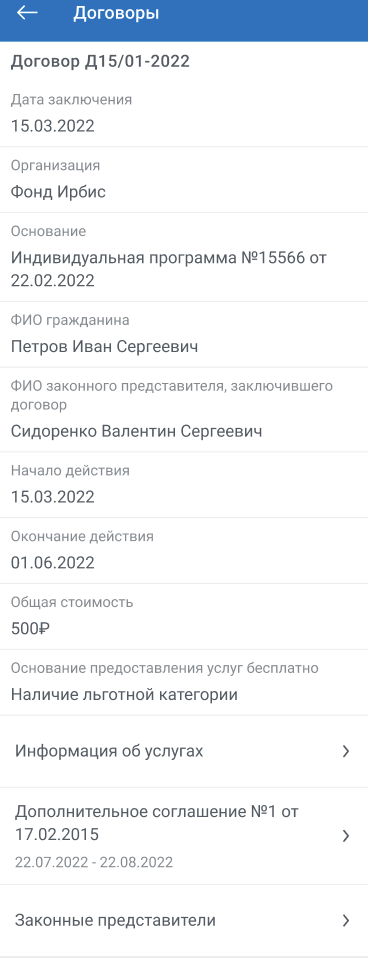 Договоры
Договор Д15/01-2022
Дата заключения
15.03.2022
Организация
Фонд Ирбис
Основание
Индивидуальная программа №15566 от
22.02.2022
ФИО гражданина
Петров Иван Сергеевич
ФИО законного представителя, заключившего
договор
Сидоренко Валентин Сергеевич
Начало действия
15.03.2022
Окончание действия
01.06.2022
Общая стоимость
500₽
Основание предоставления услуг бесплатно
Наличие льготной категории
Информация об услугах
Дополнительное соглашение №1 от
17.02.2015
22.07.2022 - 22.08.2022
Законные представители